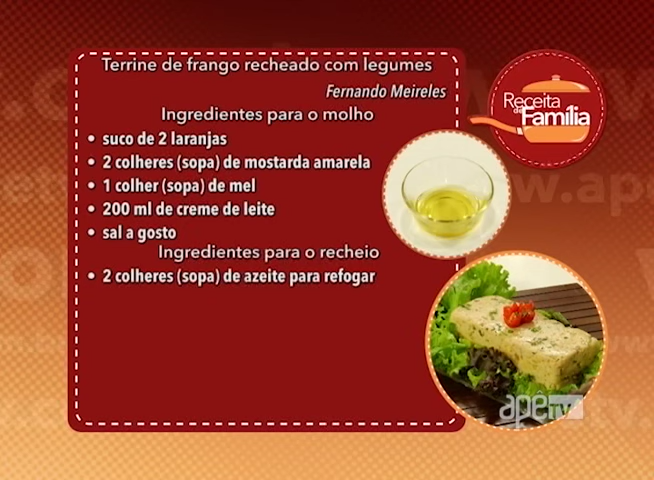 Terrine de frango recheado com legumes
Fernando Meireles
Ingredientes para o molho
• suco de 2 laranjas
• 2 colheres (sopa) de mostarda amarela
• 1 colher (sopa) de mel
• 200 ml de creme de leite
• sal a gosto
Ingredientes para o recheio
• 2 colheres (sopa) de azeite para refogar
Receita
de Família
apêTV